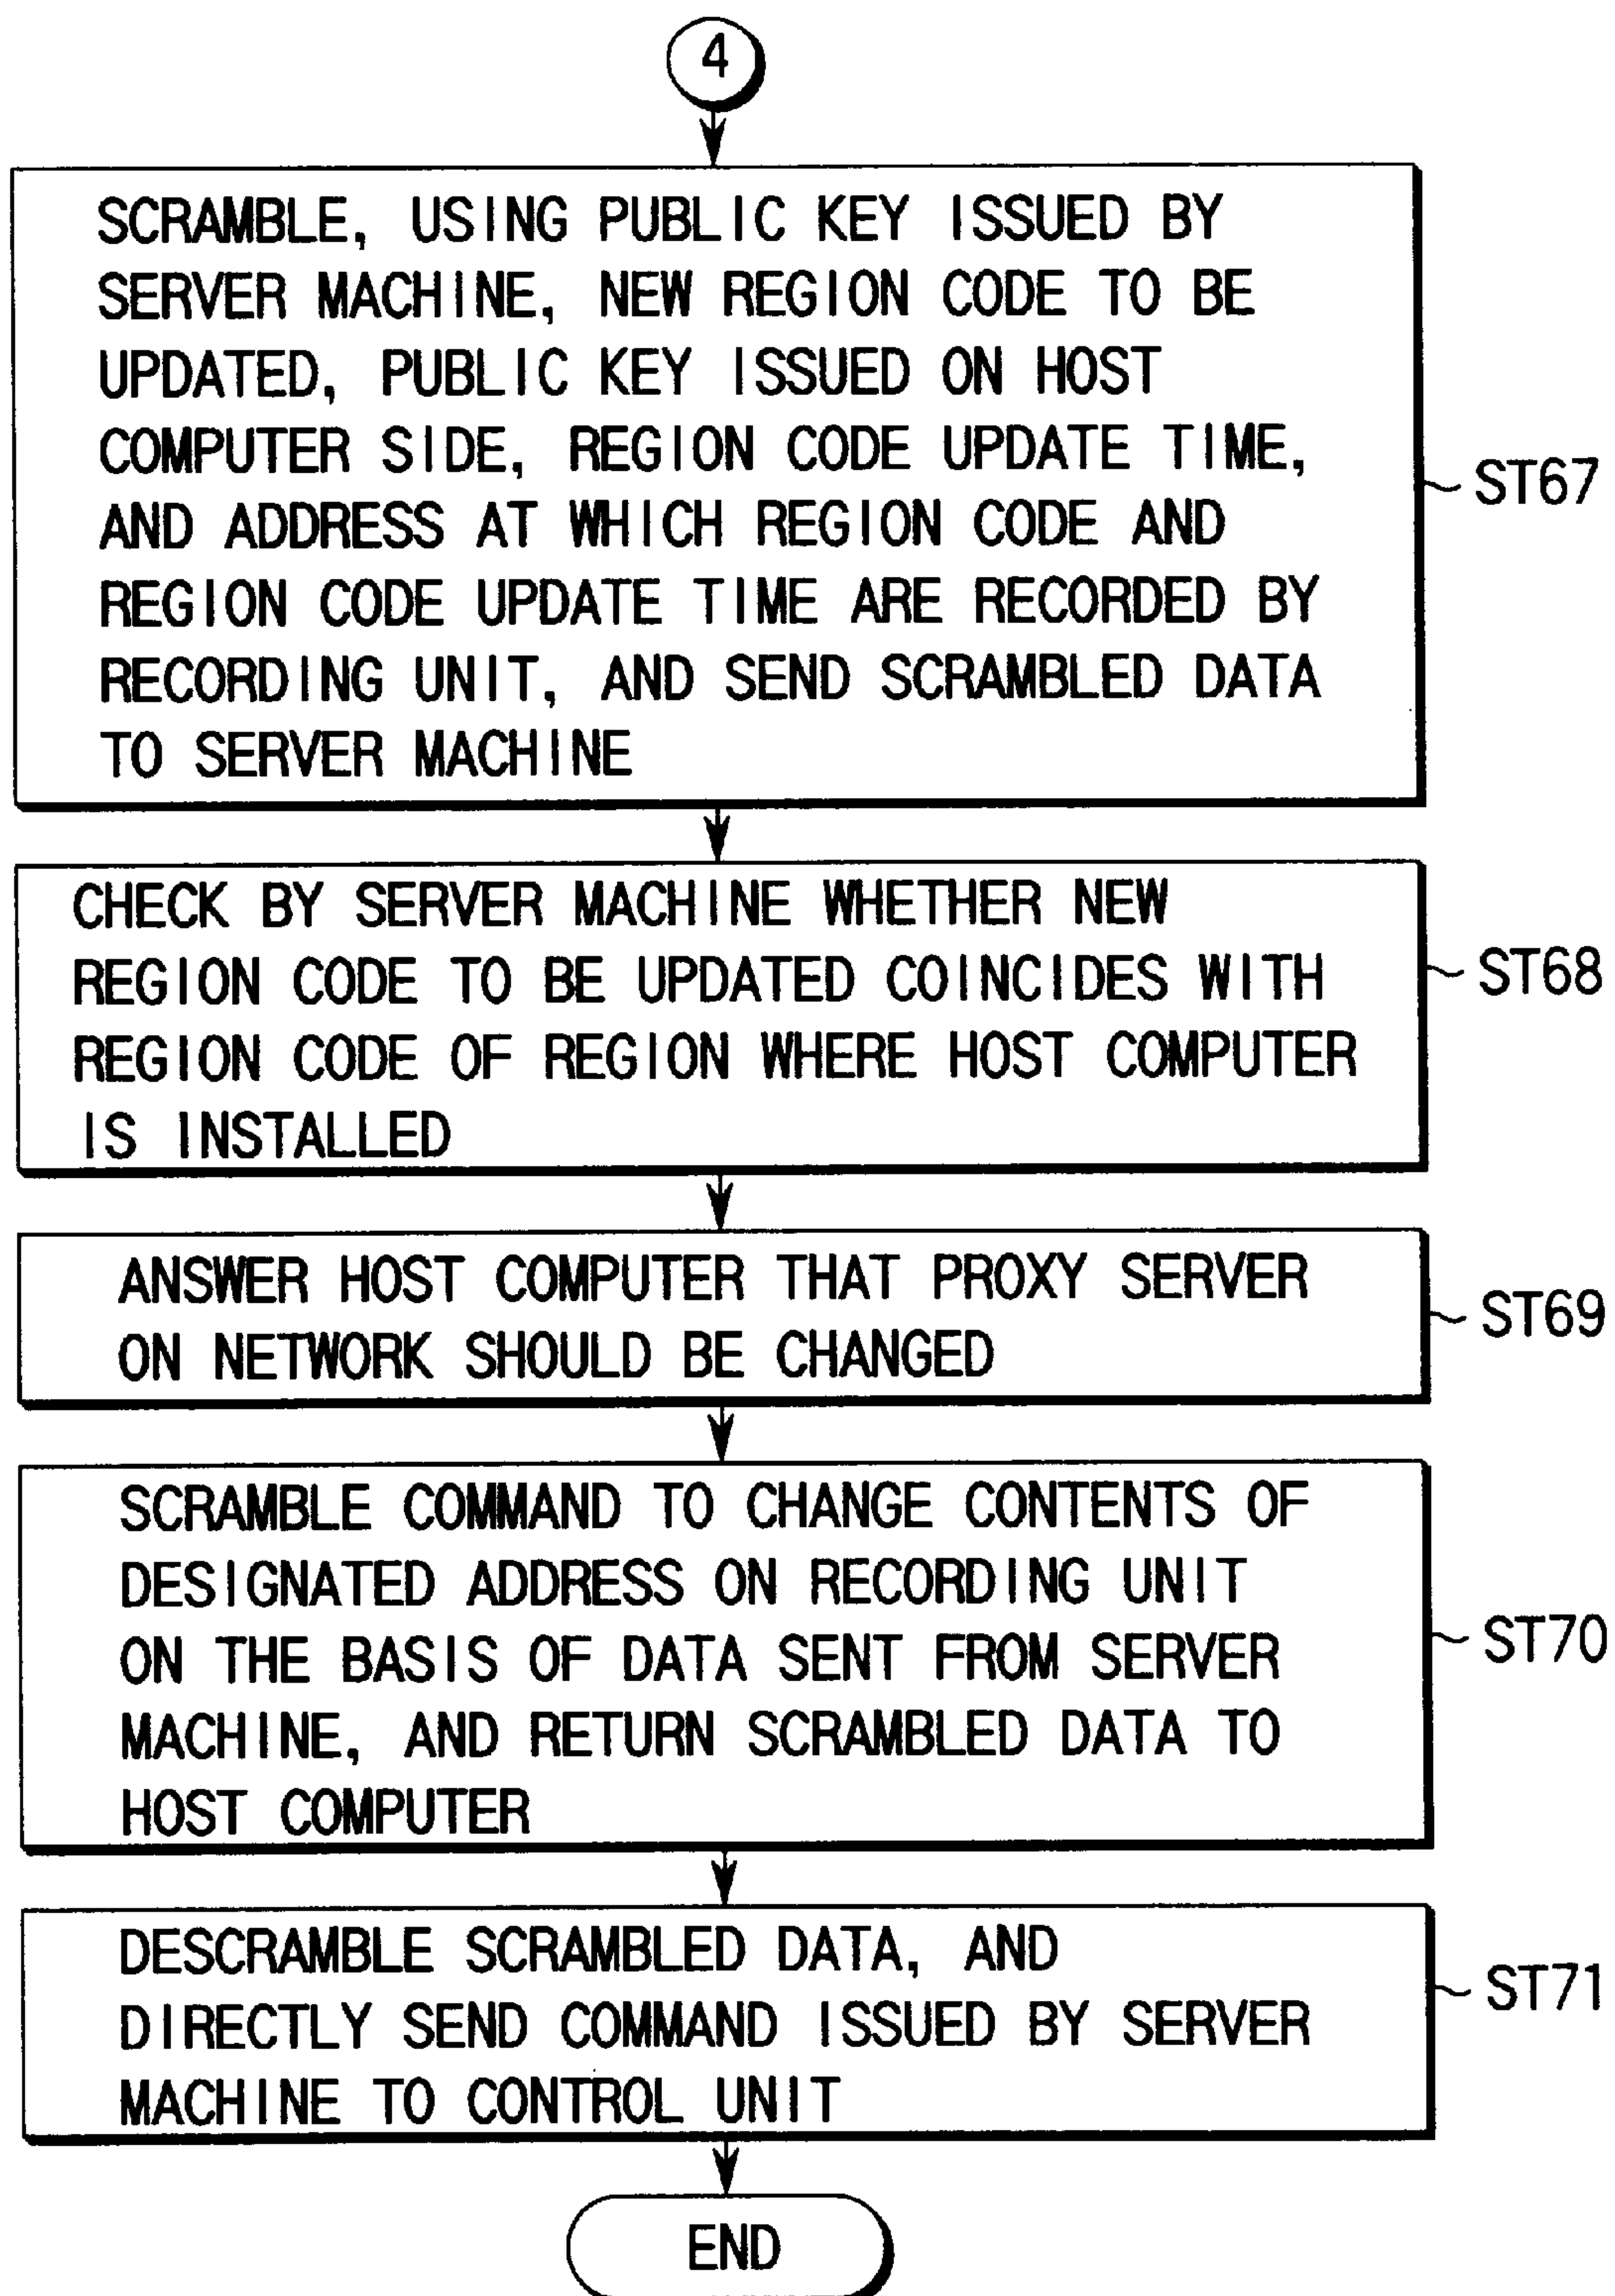 4
SCRAMBLE, USING PUBLIC KEY ISSUED BY
SERVER MACHINE, NEW REGION CODE TO BE
UPDATED, PUBLIC KEY ISSUED ON HOST
COMPUTER SIDE, REGION CODE UPDATE TIME,
AND ADDRESS AT WHICH REGION CODE AND
REGION CODE UPDATE TIME ARE RECORDED BY
RECORDING UNIT, AND SEND SCRAMBLED DATA
TO SERVER MACHINE
ST67
CHECK BY SERVER MACHINE WHETHER NEW
REGION CODE TO BE UPDATED COINCIDES WITH
REGION CODE OF REGION WHERE HOST COMPUTER
IS INSTALLED
ST68
ANSWER HOST COMPUTER THAT PROXY SERVER
ON NETWORK SHOULD BE CHANGED
ST69
SCRAMBLE COMMAND TO CHANGE CONTENTS OF
DESIGNATED ADDRESS ON RECORDING UNIT
ON THE BASIS OF DATA SENT FROM SERVER
MACHINE, AND RETURN SCRAMBLED DATA TO
HOST COMPUTER
ST70
DESCRAMBLE SCRAMBLED DATA, AND
DIRECTLY SEND COMMAND ISSUED BY SERVER
MACHINE TO CONTROL UNIT
ST71
END